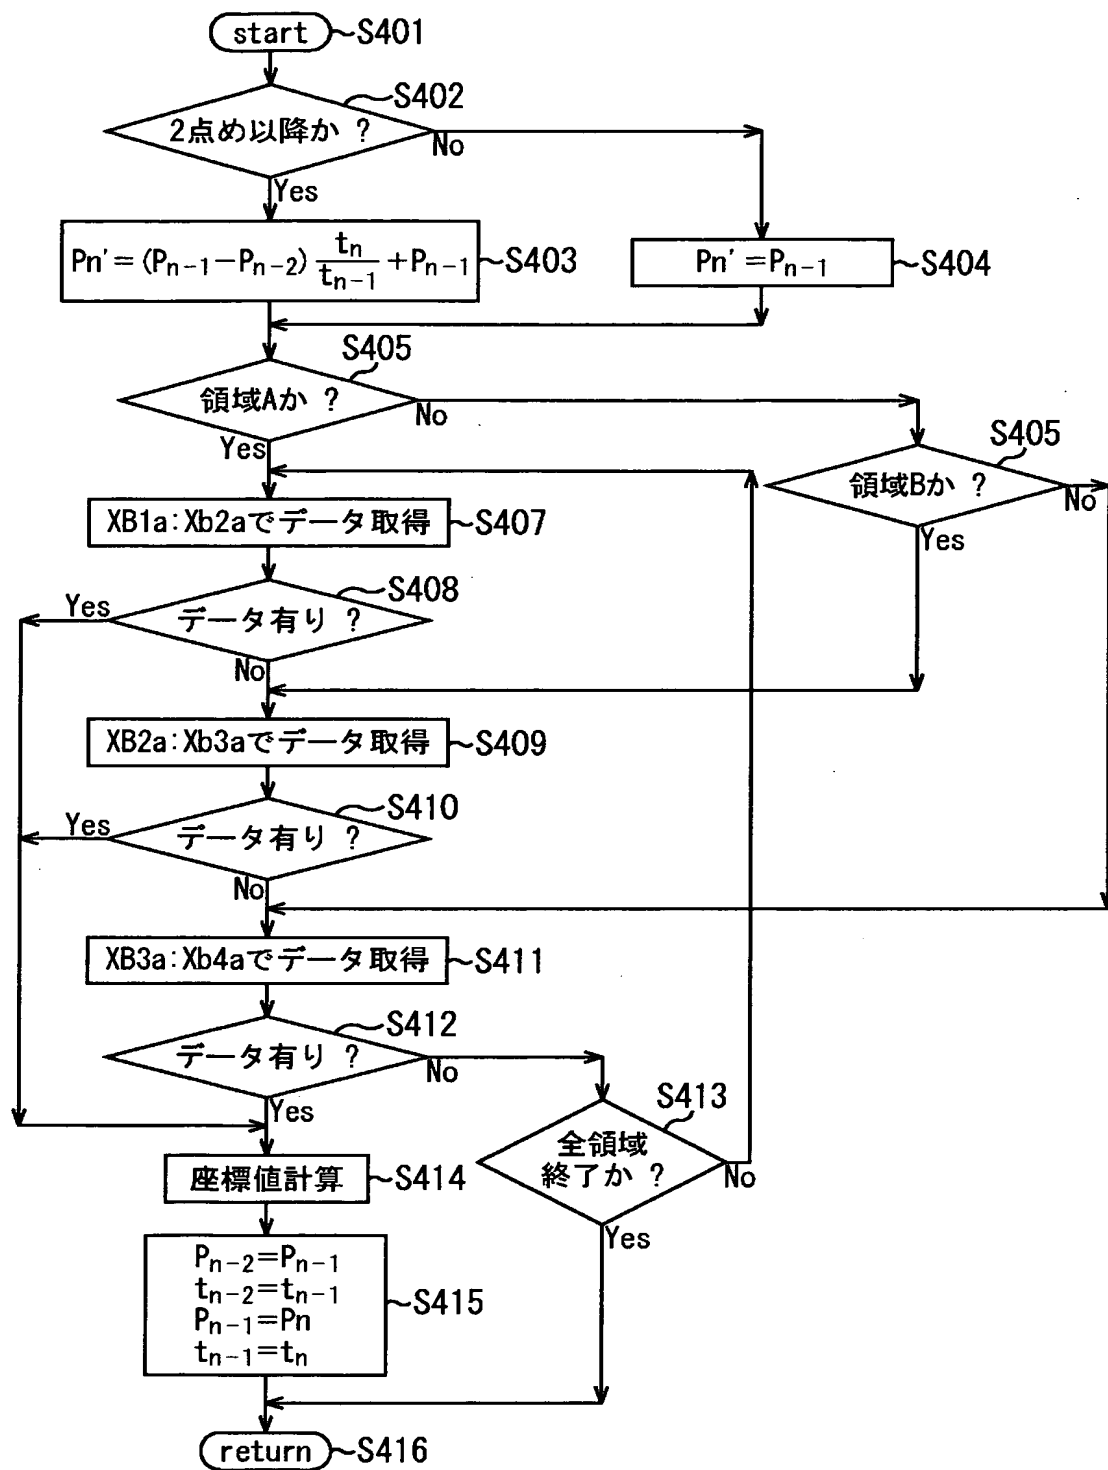 start
S401
S402
2点め以降か ?
No
Yes
Pn'=(Pn-1-Pn-2) tn/tn-1 +Pn-1
S403
Pn'=Pn-1
S404
S405
領域Aか ?
No
Yes
S405
領域Bか ?
No
Yes
XB1a:Xb2aでデータ取得
S407
S408
Yes
データ有り ?
No
XB2a:Xb3aでデータ取得
S409
S410
Yes
データ有り ?
No
XB3a:Xb4aでデータ取得
S411
S412
データ有り ?
No
Yes
S413
全領域
終了か ?
No
Yes
座標値計算
S414
Pn-2=Pn-1
tn-2=tn-1
Pn-1=Pn
tn-1=tn
S415
return
S416